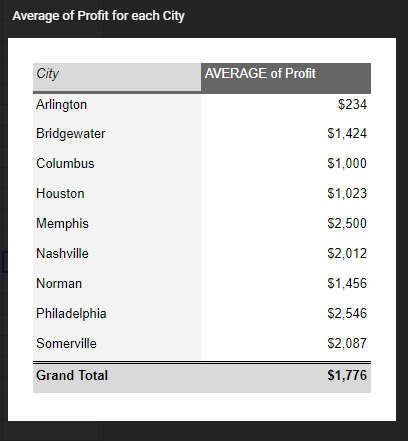 Average of Profit for each City
City AVERAGE of Profit
Arlington $234
Bridgewater $1,424
Columbus $1,000
Houston $1,023
Memphis $2,500
Nashville $2,012
Norman $1,456
Philadelphia $2,546
Somerville $2,087
Grand Total $1,776